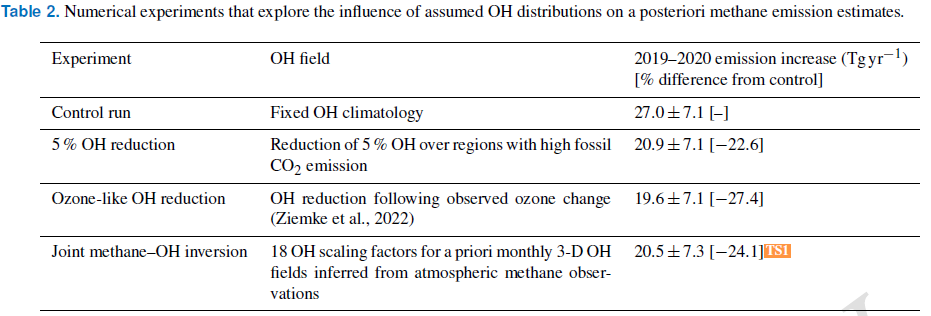 Table 2. Numerical experiments that explore the influence of assumed OH distributions on a posteriori methane emission estimates.
Experiment OH field 2019–2020 emission increase (Tg yr⁻¹)
[% difference from control]
Control run Fixed OH climatology 27.0 ± 7.1 [–]
5 % OH reduction Reduction of 5 % OH over regions with high fossil 20.9 ± 7.1 [−22.6]
CO₂ emission
Ozone-like OH reduction OH reduction following observed ozone change 19.6 ± 7.1 [−27.4]
(Ziemke et al., 2022)
Joint methane–OH inversion 18 OH scaling factors for a priori monthly 3-D OH 20.5 ± 7.3 [−24.1] TS1
fields inferred from atmospheric methane obser-
vations